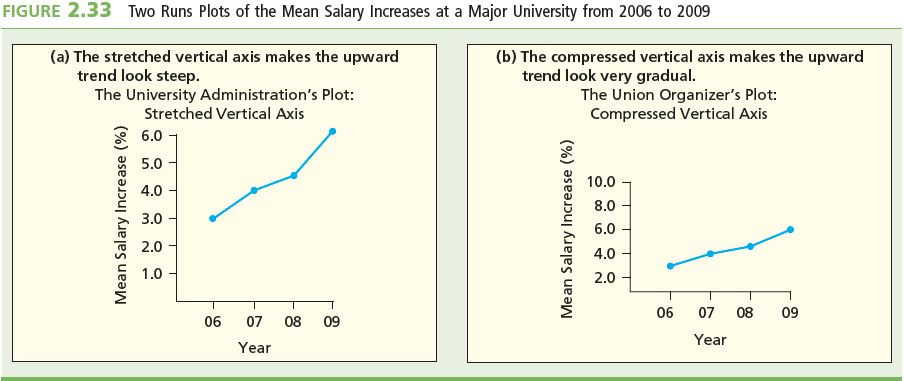 FIGURE 2.33 Two Runs Plots of the Mean Salary Increases at a Major University from 2006 to 2009
(a) The stretched vertical axis makes the upward
trend look steep.
The University Administration's Plot:
Stretched Vertical Axis
Mean Salary Increase (%)
6.0
5.0
4.0
3.0
2.0
1.0
06 07 08 09
Year
(b) The compressed vertical axis makes the upward
trend look very gradual.
The Union Organizer's Plot:
Compressed Vertical Axis
Mean Salary Increase (%)
10.0
8.0
6.0
4.0
2.0
06 07 08 09
Year